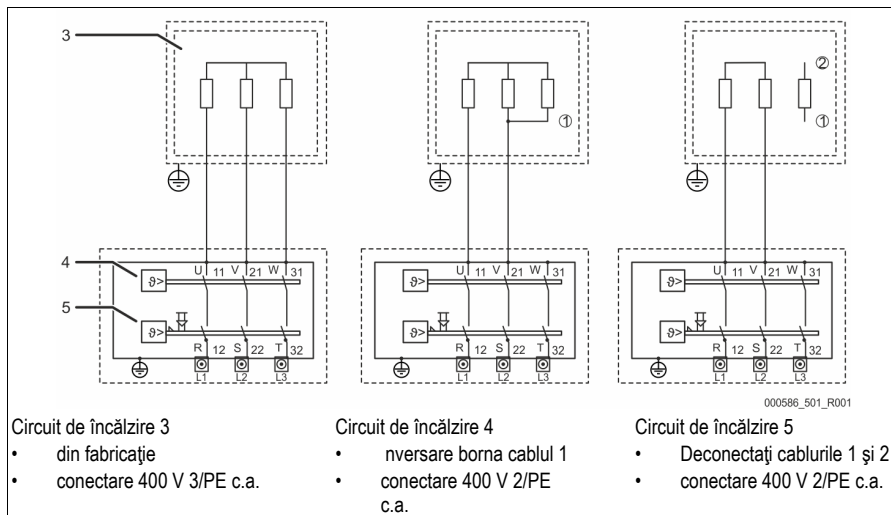 3
②
①
①
4
U 11 V 21 W 31
U 11 V 21 W 31
U 11 V 21 W 31
ϑ>
ϑ>
ϑ>
5
ϑ>
ϑ>
ϑ>
R 12 S 22 T 32
R 12 S 22 T 32
R 12 S 22 T 32
L1 L2 L3
L1 L2 L3
L1 L2 L3
000586_501_R001
Circuit de încălzire 3
• din fabricaţie
• conectare 400 V 3/PE c.a.
Circuit de încălzire 4
• nversare borna cablul 1
• conectare 400 V 2/PE
c.a.
Circuit de încălzire 5
• Deconectaţi cablurile 1 şi 2
• conectare 400 V 2/PE c.a.